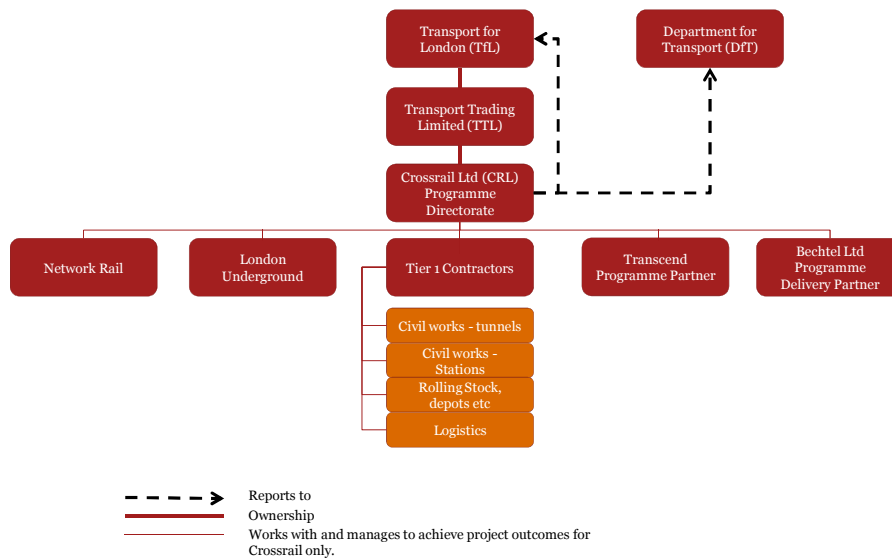 Transport for
London (TfL)
Department for
Transport (DfT)
Transport Trading
Limited (TTL)
Crossrail Ltd (CRL)
Programme
Directorate
Network Rail
London
Underground
Tier 1 Contractors
Transcend
Programme Partner
Bechtel Ltd
Programme
Delivery Partner
Civil works - tunnels
Civil works -
Stations
Rolling Stock,
depots etc
Logistics
Reports to
Ownership
Works with and manages to achieve project outcomes for
Crossrail only.